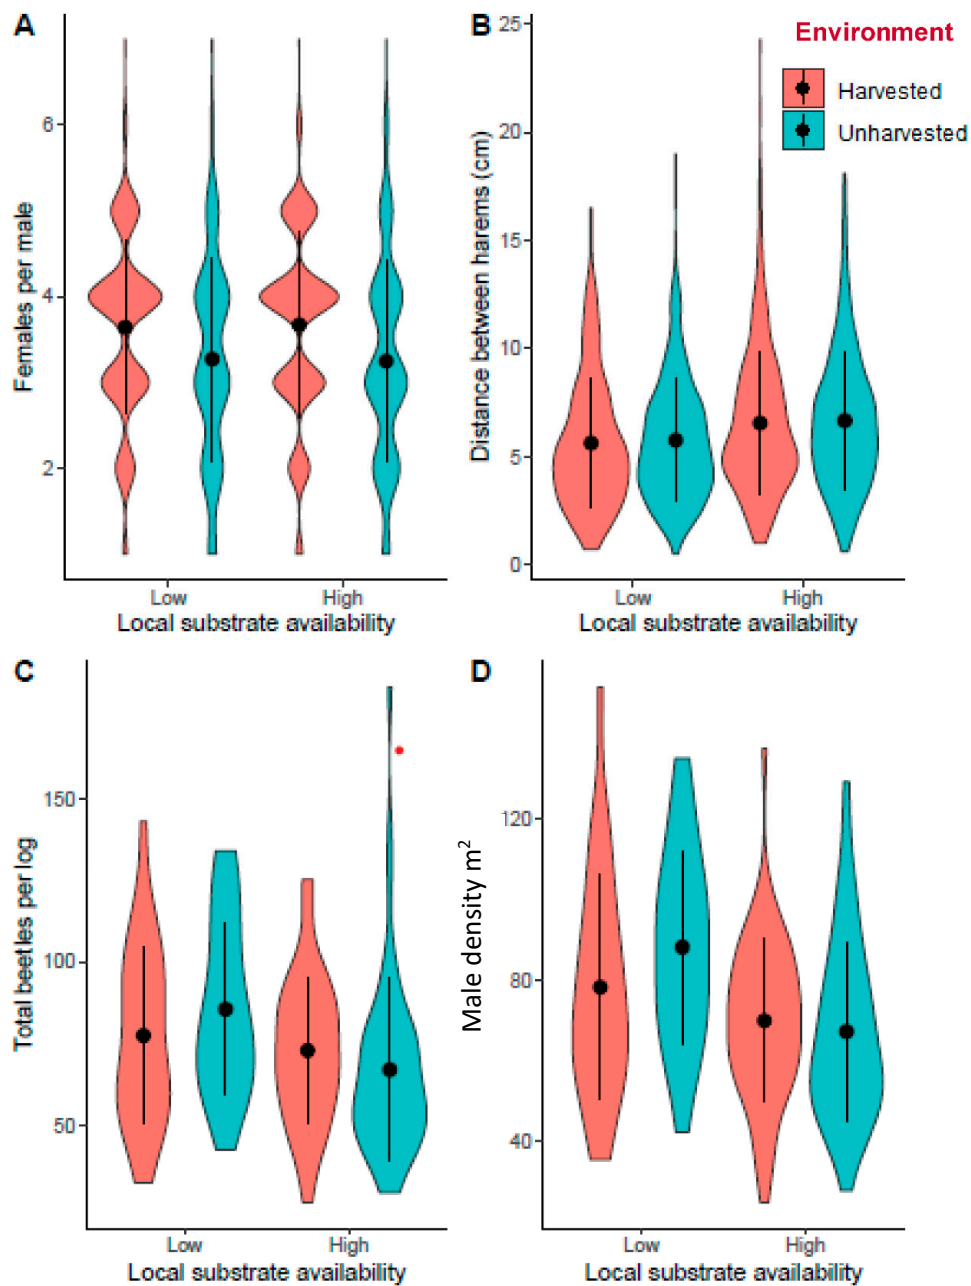 A
Females per male
6
4
2
Low
High
Local substrate availability
B
Distance between harems (cm)
25
20
15
10
5
0
Low
High
Local substrate availability
Environment
Harvested
Unharvested
C
Total beetles per log
150
100
50
Low
High
Local substrate availability
D
Male density m²
120
80
40
Low
High
Local substrate availability